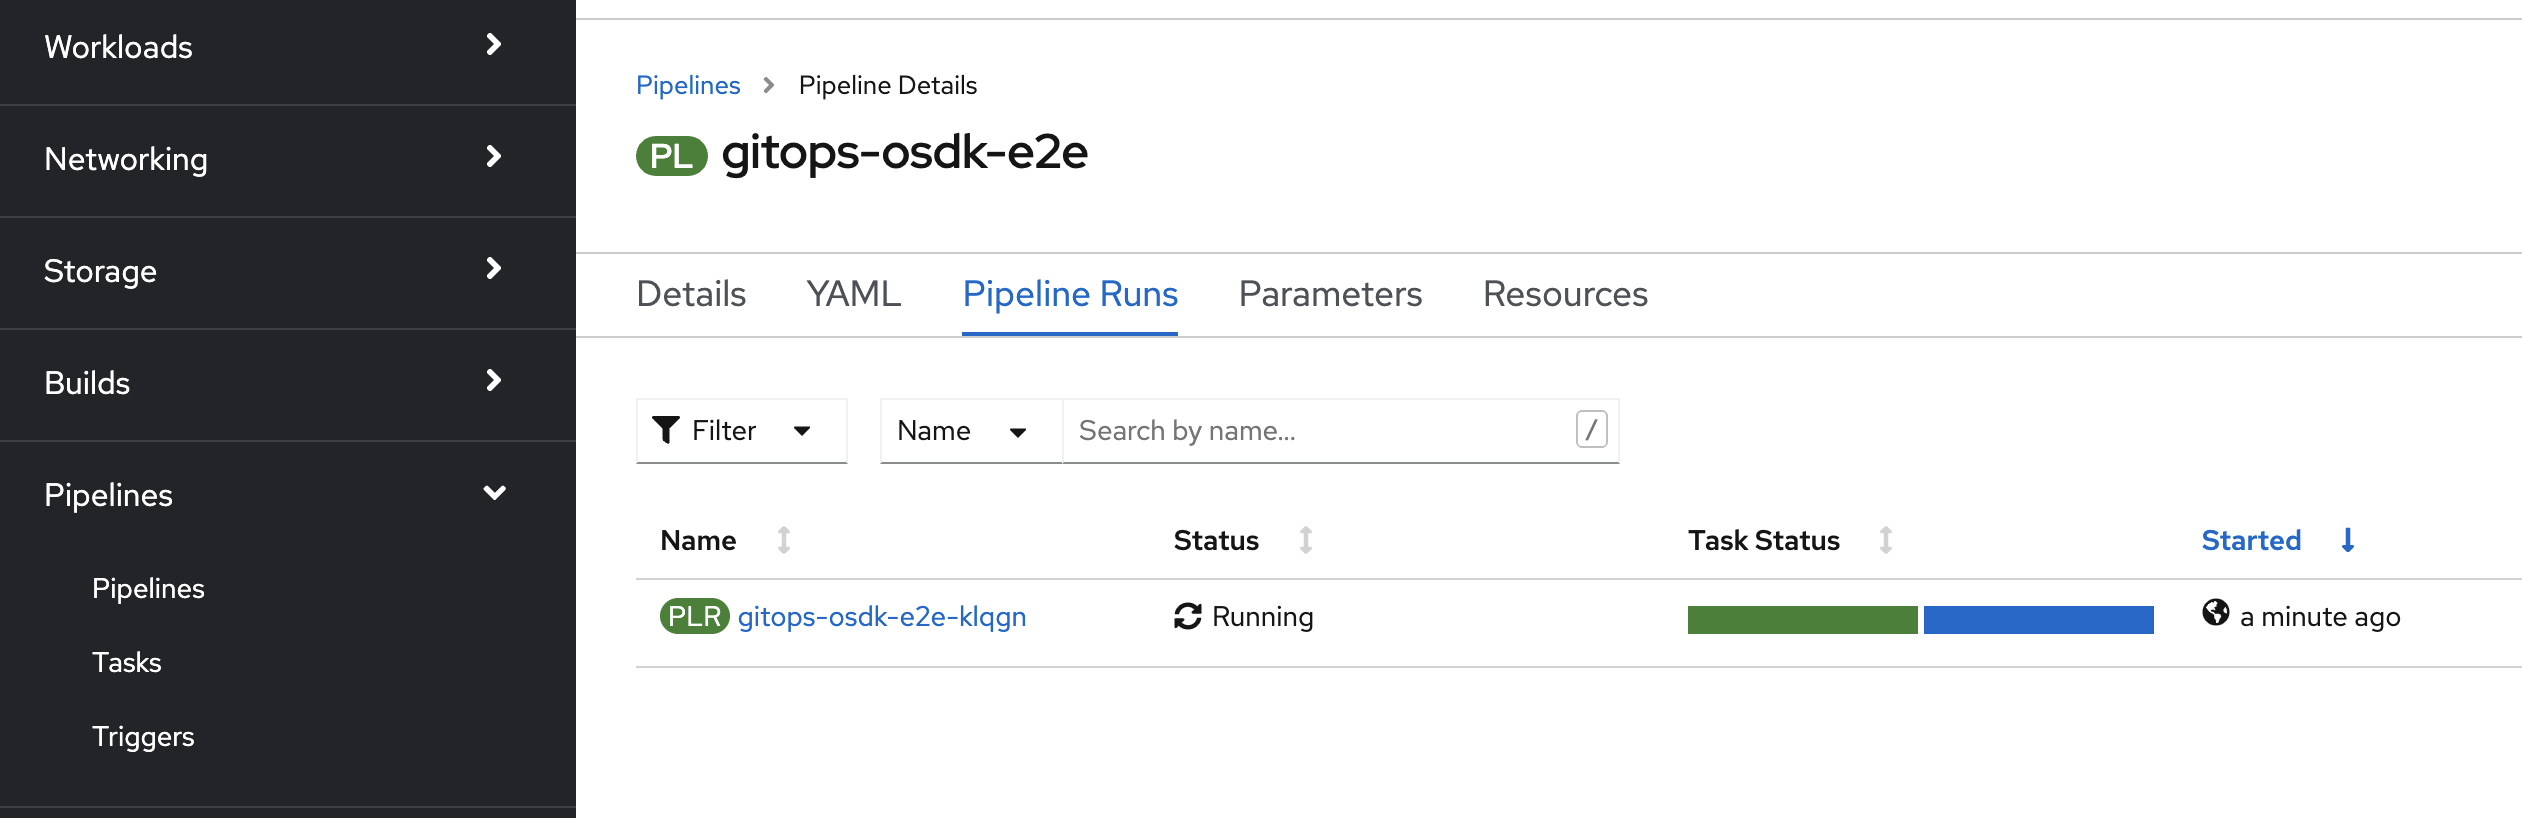 Workloads
Networking
Storage
Builds
Pipelines
Pipelines
Tasks
Triggers
Pipelines Pipeline Details
PL gitops-osdk-e2e
Details YAML Pipeline Runs Parameters Resources
Filter Name Search by name... /
Name Status Task Status Started
PLR gitops-osdk-e2e-klqgn Running a minute ago